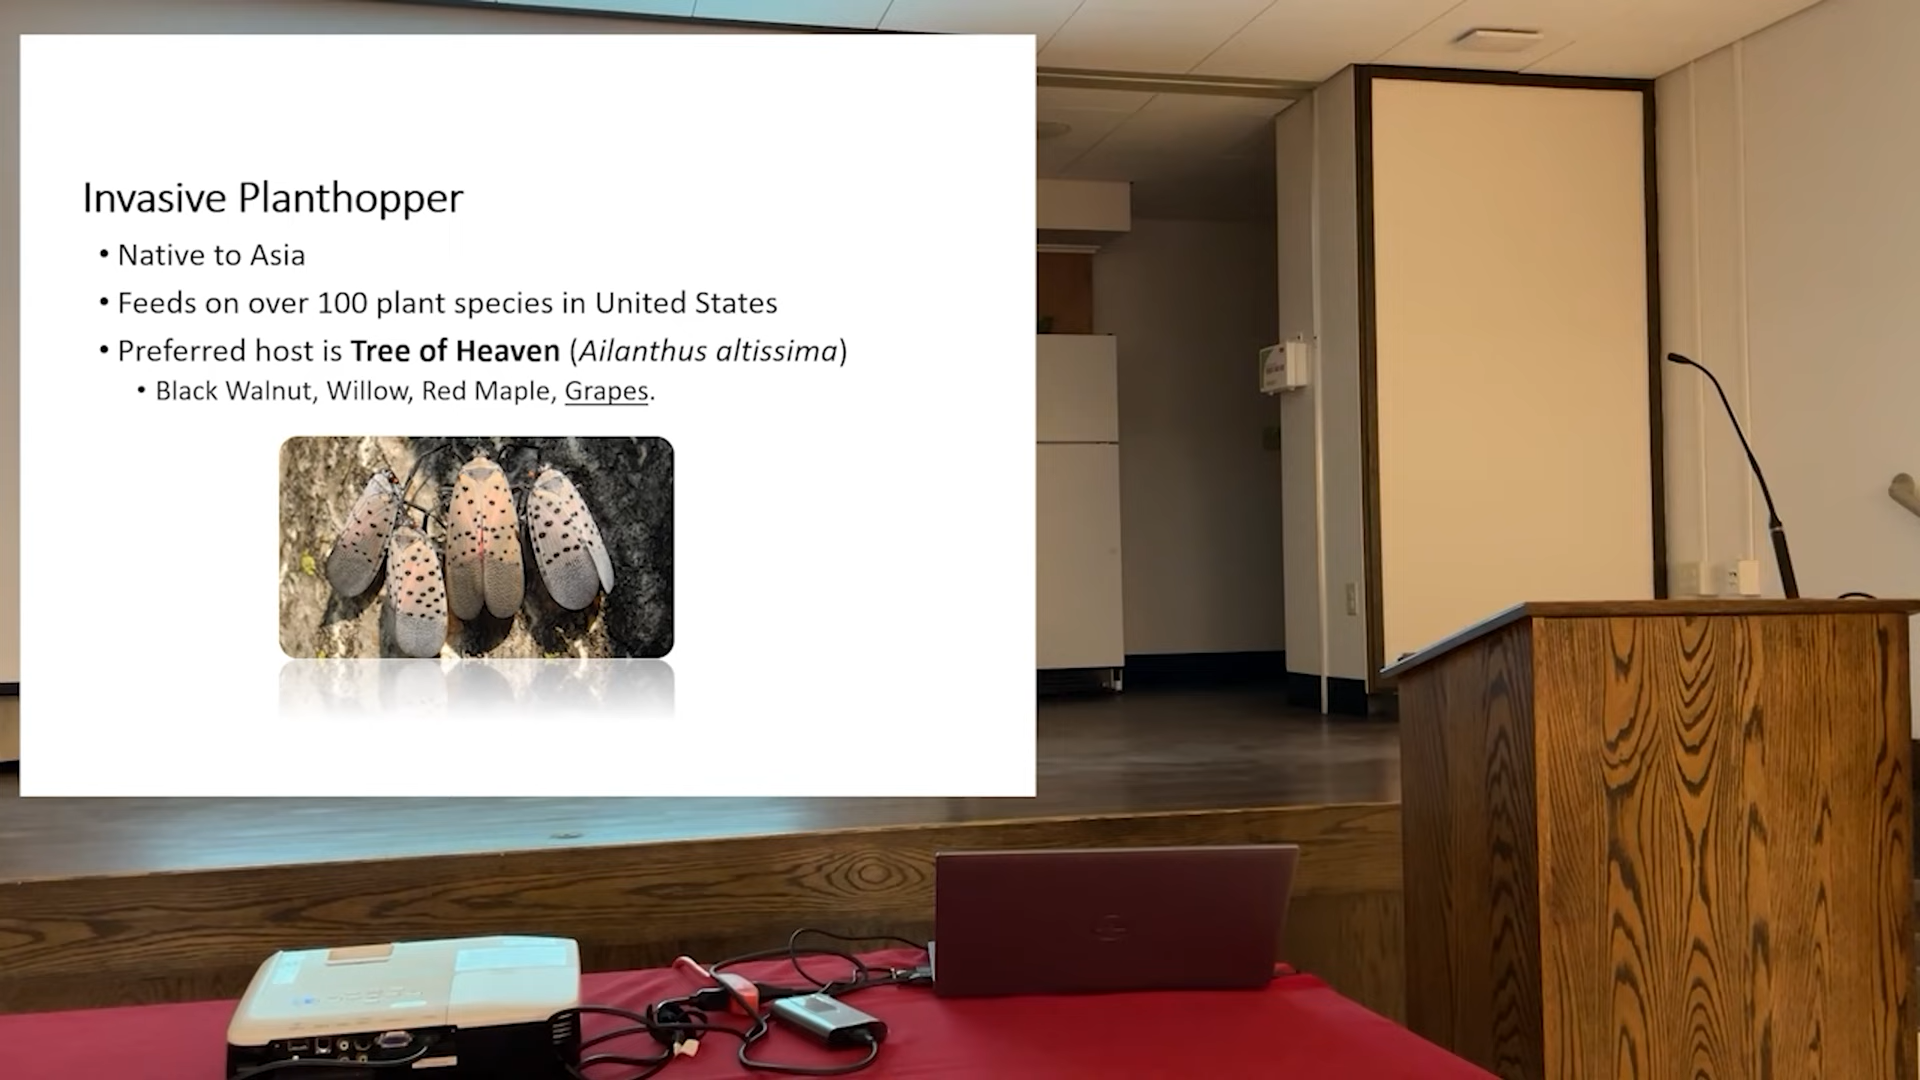 Invasive Planthopper
• Native to Asia
• Feeds on over 100 plant species in United States
• Preferred host is Tree of Heaven (Ailanthus altissima)
• Black Walnut, Willow, Red Maple, Grapes.